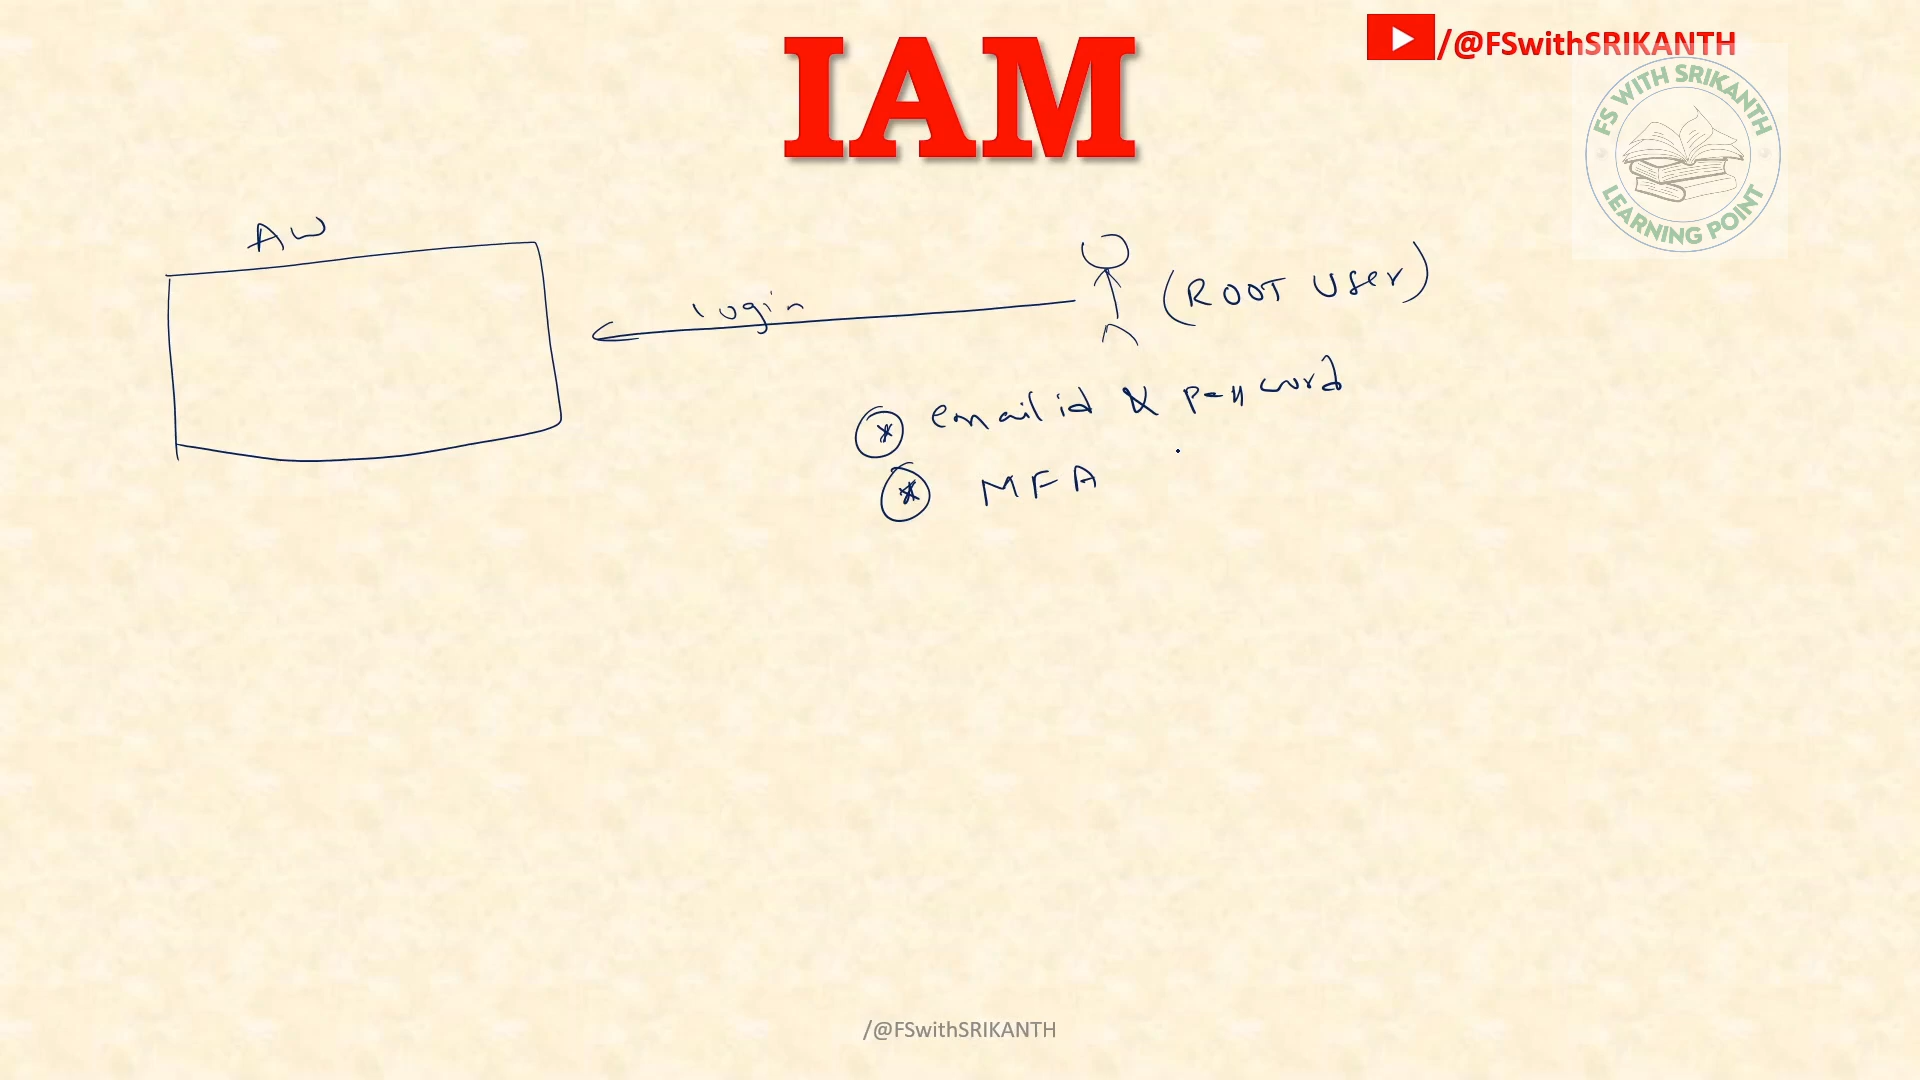 IAM
/@FSwithSRIKANTH
FS WITH SRIKANTH
LEARNING POINT
AW
login
(ROOT User)
* email id & password
* MFA
/@FSwithSRIKANTH